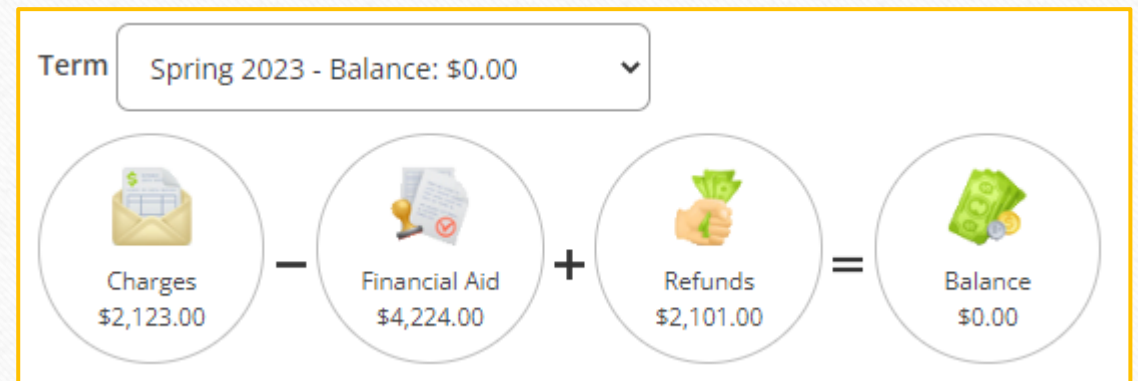 Term Spring 2023 - Balance: $0.00
Charges − Financial Aid + Refunds = Balance
$2,123.00 $4,224.00 $2,101.00 $0.00